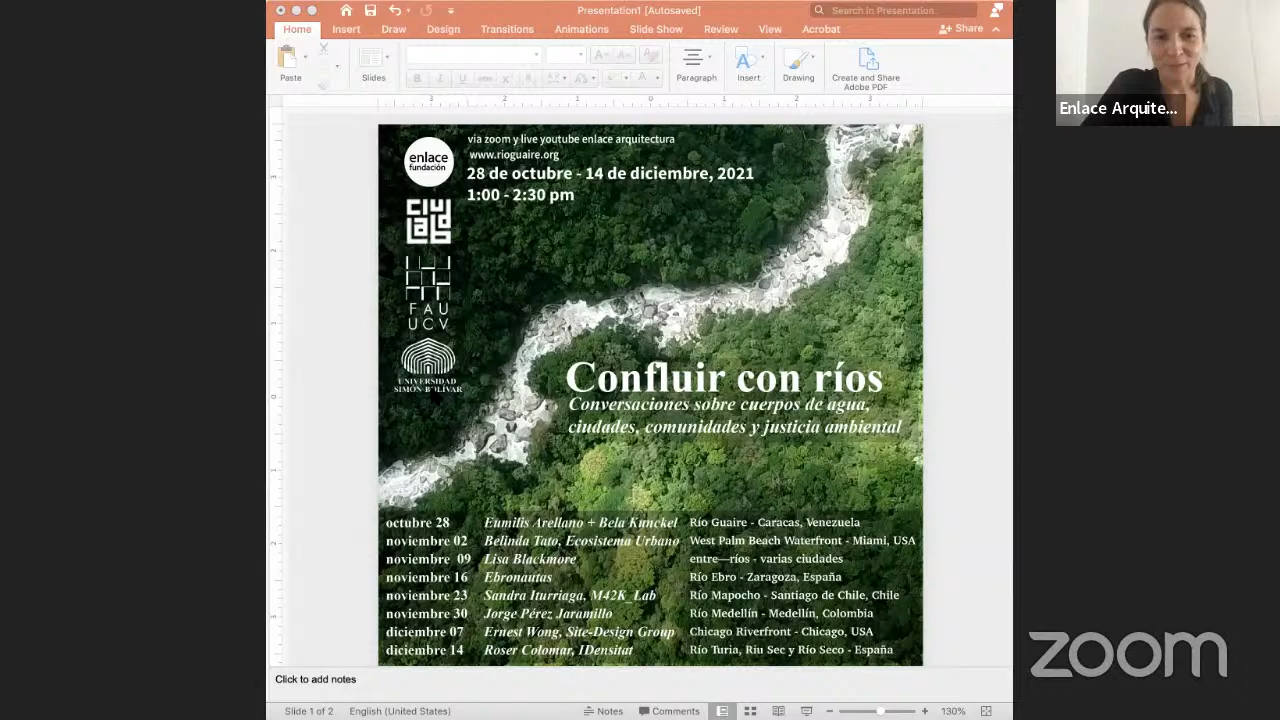 Presentation1 [Autosaved]
Search in Presentation
Home Insert Draw Design Transitions Animations Slide Show Review View Acrobat Share
Paste Slides Paragraph Insert Drawing Create and Share
Adobe PDF
Enlace Arquite...
enlace
fundación
via zoom y live youtube enlace arquitectura
www.rioguaire.org
28 de octubre - 14 de diciembre, 2021
1:00 - 2:30 pm
CIU
LAB
FAU
UCV
UNIVERSIDAD
SIMÓN BOLÍVAR
Confluir con ríos
Conversaciones sobre cuerpos de agua,
ciudades, comunidades y justicia ambiental
octubre 28 Eumilis Arellano + Bela Kunckel Río Guaire - Caracas, Venezuela
noviembre 02 Belinda Tato, Ecosistema Urbano West Palm Beach Waterfront - Miami, USA
noviembre 09 Lisa Blackmore entre—ríos - varias ciudades
noviembre 16 Ebronautas Río Ebro - Zaragoza, España
noviembre 23 Sandra Iturriaga, M42K_Lab Río Mapocho - Santiago de Chile, Chile
noviembre 30 Jorge Pérez Jaramillo Río Medellín - Medellín, Colombia
diciembre 07 Ernest Wong, Site-Design Group Chicago Riverfront - Chicago, USA
diciembre 14 Roser Colomar, IDensitat Río Turia, Riu Sec y Río Seco - España
Click to add notes
Slide 1 of 2 English (United States) Notes Comments 130%
zoom